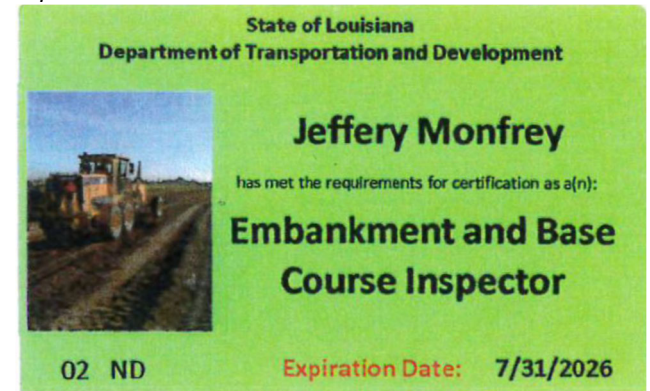 State of Louisiana
Department of Transportation and Development
Jeffery Monfrey
has met the requirements for certification as a(n):
Embankment and Base
Course Inspector
02 ND
Expiration Date: 7/31/2026